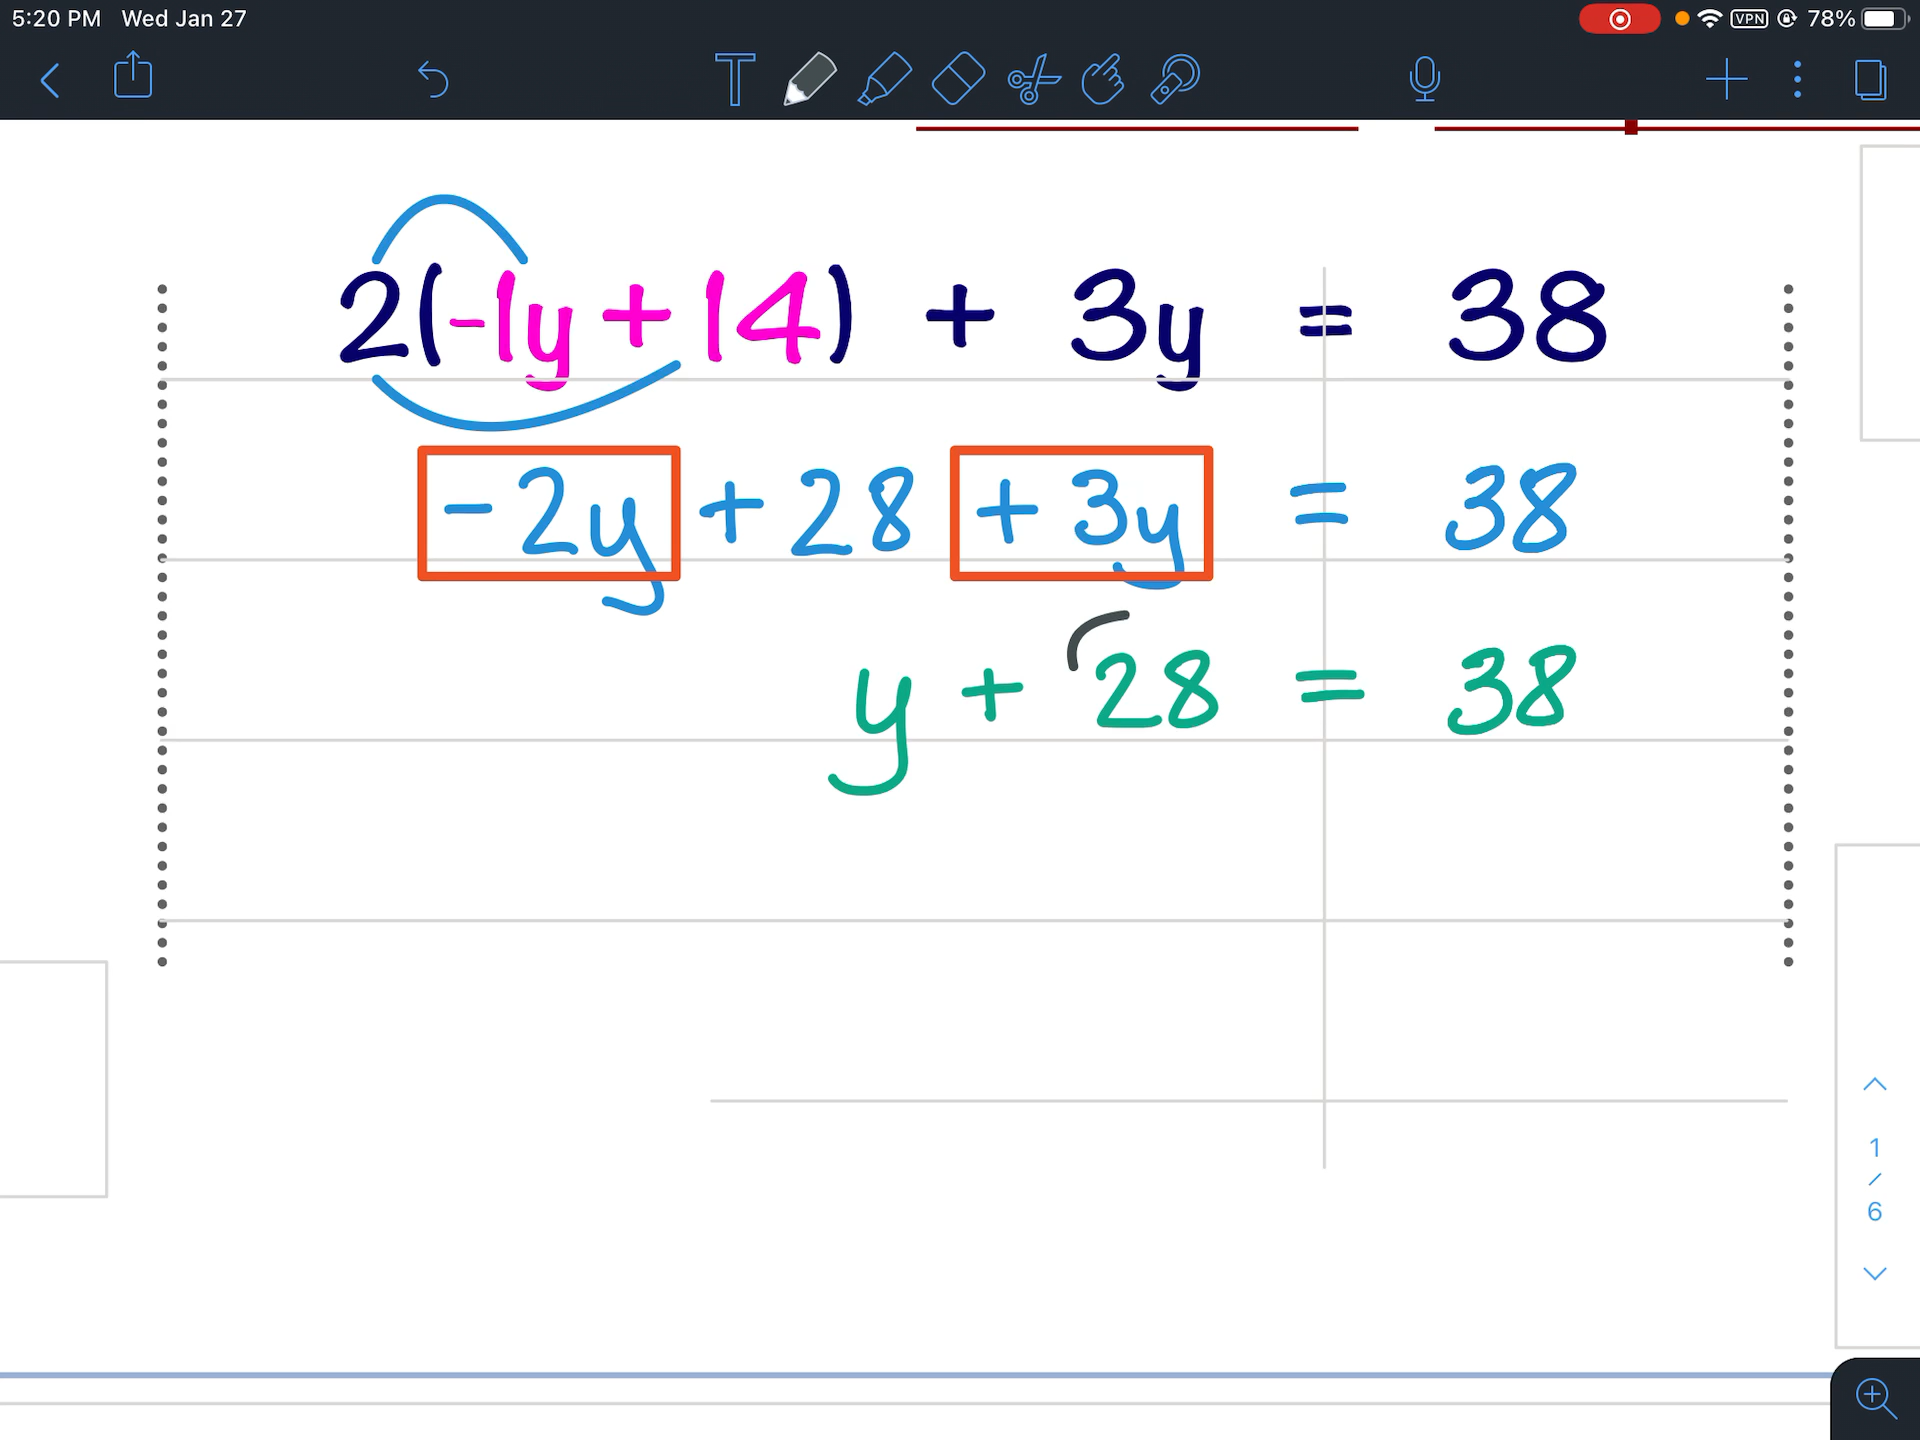 5:20 PM Wed Jan 27 VPN 78%
2(-1y + 14) + 3y = 38
-2y + 28 + 3y = 38
y + 28 = 38
1
/
6